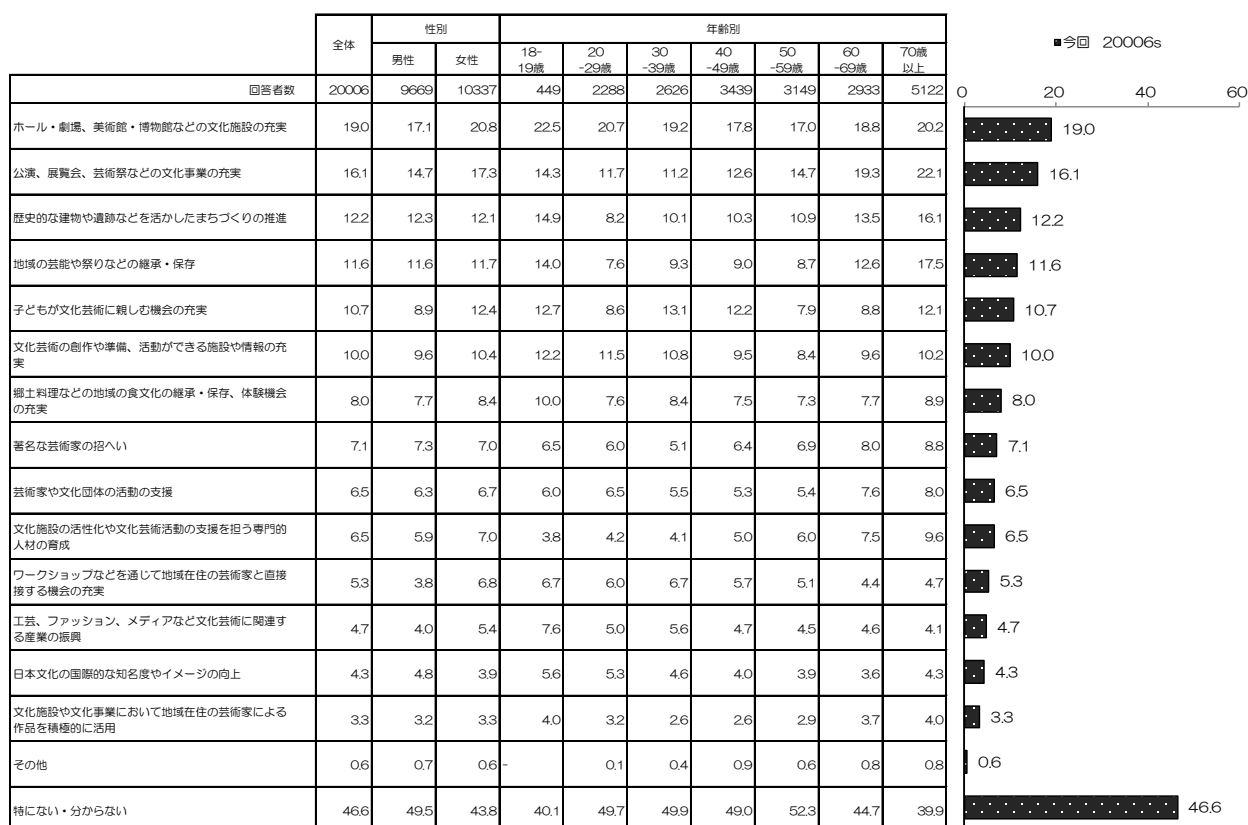 全体 性別 年齢別
男性 女性 18-19歳 20-29歳 30-39歳 40-49歳 50-59歳 60-69歳 70歳以上
■今回 20006s
回答者数 20006 9669 10337 449 2288 2626 3439 3149 2933 5122
0 20 40 60
ホール・劇場、美術館・博物館などの文化施設の充実 19.0 17.1 20.8 22.5 20.7 19.2 17.8 17.0 18.8 20.2 19.0
公演、展覧会、芸術祭などの文化事業の充実 16.1 14.7 17.3 14.3 11.7 11.2 12.6 14.7 19.3 22.1 16.1
歴史的な建物や遺跡などを活かしたまちづくりの推進 12.2 12.3 12.1 14.9 8.2 10.1 10.3 10.9 13.5 16.1 12.2
地域の芸能や祭りなどの継承・保存 11.6 11.6 11.7 14.0 7.6 9.3 9.0 8.7 12.6 17.5 11.6
子どもが文化芸術に親しむ機会の充実 10.7 8.9 12.4 12.7 8.6 13.1 12.2 7.9 8.8 12.1 10.7
文化芸術の創作や準備、活動ができる施設や情報の充
実 10.0 9.6 10.4 12.2 11.5 10.8 9.5 8.4 9.6 10.2 10.0
郷土料理などの地域の食文化の継承・保存、体験機会
の充実 8.0 7.7 8.4 10.0 7.6 8.4 7.5 7.3 7.7 8.9 8.0
著名な芸術家の招へい 7.1 7.3 7.0 6.5 6.0 5.1 6.4 6.9 8.0 8.8 7.1
芸術家や文化団体の活動の支援 6.5 6.3 6.7 6.0 6.5 5.5 5.3 5.4 7.6 8.0 6.5
文化施設の活性化や文化芸術活動の支援を担う専門的
人材の育成 6.5 5.9 7.0 3.8 4.2 4.1 5.0 6.0 7.5 9.6 6.5
ワークショップなどを通じて地域在住の芸術家と直接
接する機会の充実 5.3 3.8 6.8 6.7 6.0 6.7 5.7 5.1 4.4 4.7 5.3
工芸、ファッション、メディアなど文化芸術に関連す
る産業の振興 4.7 4.0 5.4 7.6 5.0 5.6 4.7 4.5 4.6 4.1 4.7
日本文化の国際的な知名度やイメージの向上 4.3 4.8 3.9 5.6 5.3 4.6 4.0 3.9 3.6 4.3 4.3
文化施設や文化事業において地域在住の芸術家による
作品を積極的に活用 3.3 3.2 3.3 4.0 3.2 2.6 2.6 2.9 3.7 4.0 3.3
その他 0.6 0.7 0.6 - 0.1 0.4 0.9 0.6 0.8 0.8 0.6
特にない・分からない 46.6 49.5 43.8 40.1 49.7 49.9 49.0 52.3 44.7 39.9 46.6